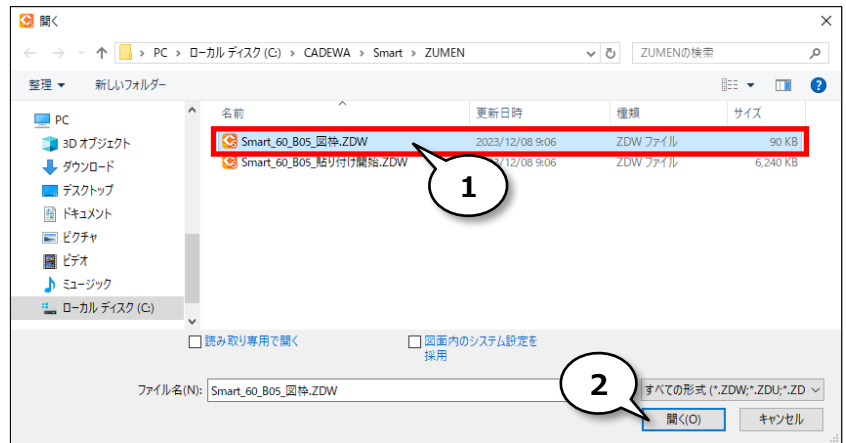 開く
PC › ローカル ディスク (C:) › CADEWA › Smart › ZUMEN
ZUMENの検索
整理 新しいフォルダー
名前 更新日時 種類 サイズ
PC
3D オブジェクト
ダウンロード
デスクトップ
ドキュメント
ピクチャ
ビデオ
ミュージック
ローカル ディスク (C:)
Smart_60_B05_図枠.ZDW 2023/12/08 9:06 ZDW ファイル 90 KB
Smart_60_B05_貼り付け開始.ZDW 3/12/08 9:06 ZDW ファイル 6,240 KB
1
読み取り専用で開く
図面内のシステム設定を
採用
ファイル名(N): Smart_60_B05_図枠.ZDW
すべての形式 (*.ZDW;*.ZDU;*.ZD
2
開く(O) キャンセル